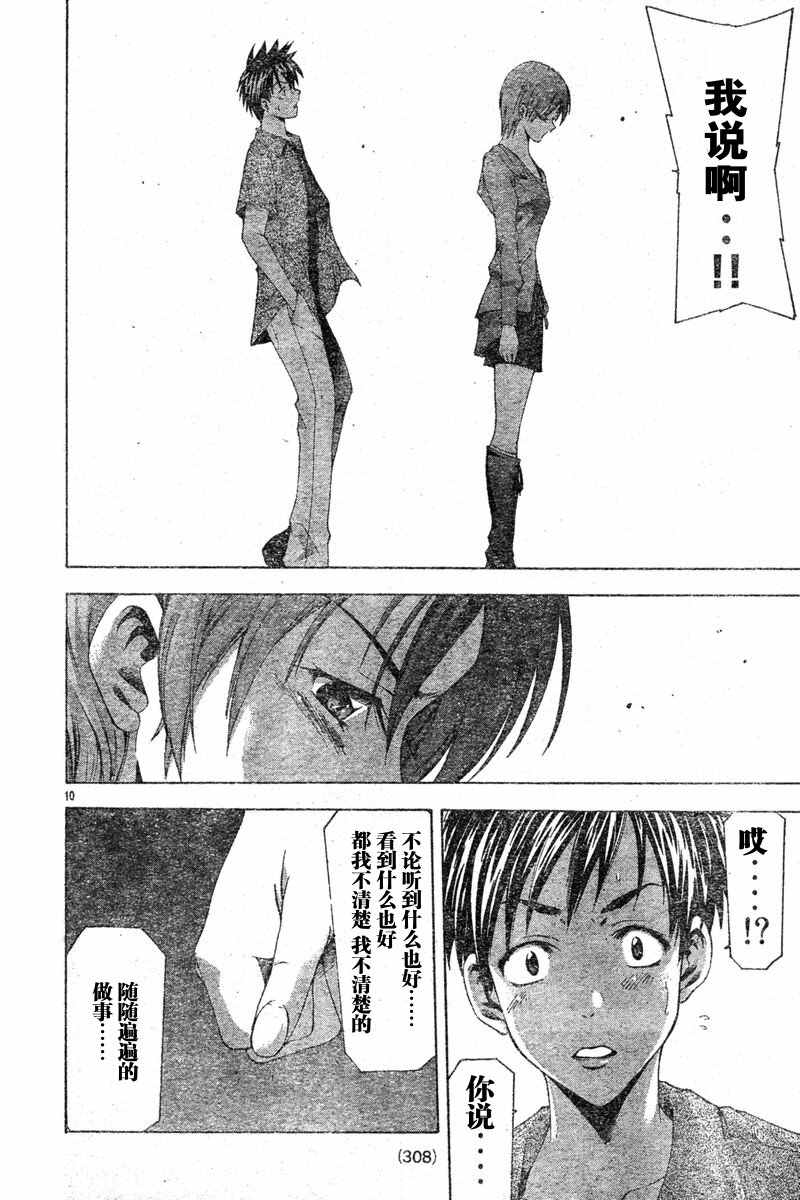 我说啊‥!!
10
哎‥‥!?
你说‥‥
不论听到什么也好……
看到什么也好
都我不清楚 我不清楚的
随随遍遍的
做事……
(308)